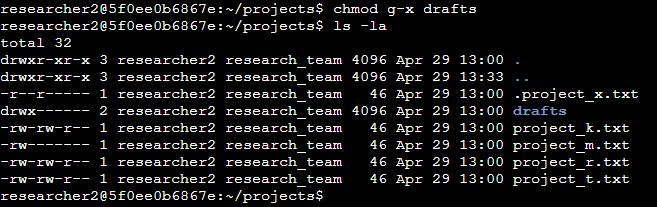 researcher2@5f0ee0b6867e:~/projects$ chmod g-x drafts
researcher2@5f0ee0b6867e:~/projects$ ls -la
total 32
drwxr-xr-x 3 researcher2 research_team 4096 Apr 29 13:00 .
drwxr-xr-x 3 researcher2 research_team 4096 Apr 29 13:33 ..
-r--r----- 1 researcher2 research_team   46 Apr 29 13:00 .project_x.txt
drwx------ 2 researcher2 research_team 4096 Apr 29 13:00 drafts
-rw-rw-r-- 1 researcher2 research_team   46 Apr 29 13:00 project_k.txt
-rw------- 1 researcher2 research_team   46 Apr 29 13:00 project_m.txt
-rw-rw-r-- 1 researcher2 research_team   46 Apr 29 13:00 project_r.txt
-rw-rw-r-- 1 researcher2 research_team   46 Apr 29 13:00 project_t.txt
researcher2@5f0ee0b6867e:~/projects$